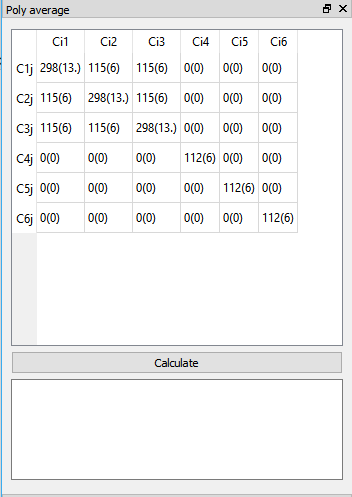 Poly average
Ci1 Ci2 Ci3 Ci4 Ci5 Ci6
C1j 298(13.) 115(6) 115(6) 0(0) 0(0) 0(0)
C2j 115(6) 298(13.) 115(6) 0(0) 0(0) 0(0)
C3j 115(6) 115(6) 298(13.) 0(0) 0(0) 0(0)
C4j 0(0) 0(0) 0(0) 112(6) 0(0) 0(0)
C5j 0(0) 0(0) 0(0) 0(0) 112(6) 0(0)
C6j 0(0) 0(0) 0(0) 0(0) 0(0) 112(6)
Calculate